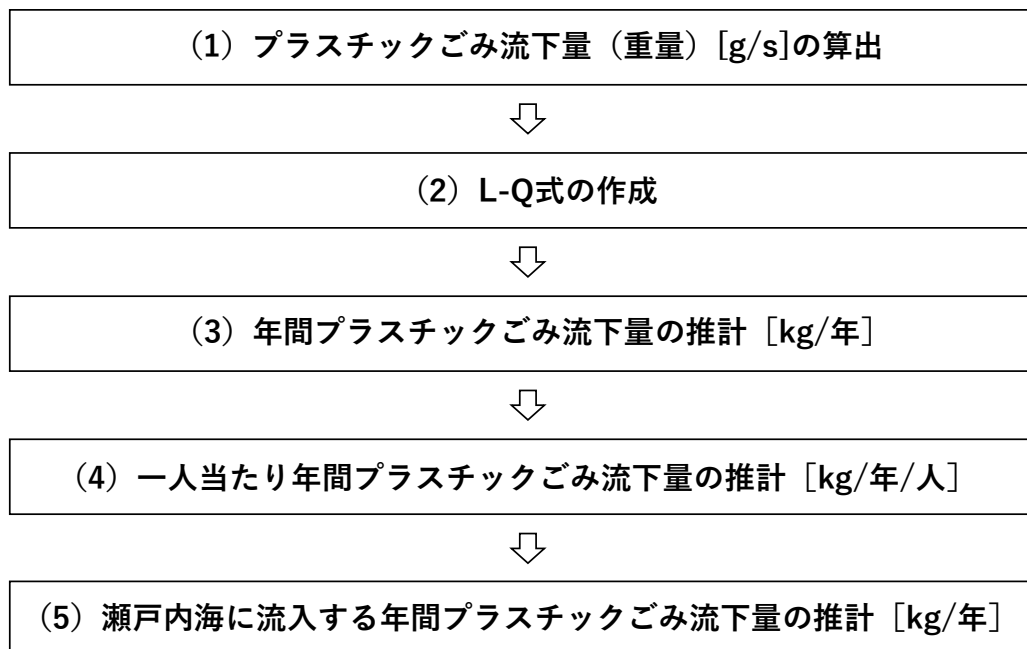 （1）プラスチックごみ流下量（重量）[g/s]の算出
（2）L-Q式の作成
（3）年間プラスチックごみ流下量の推計［kg/年］
（4）一人当たり年間プラスチックごみ流下量の推計［kg/年/人］
（5）瀬戸内海に流入する年間プラスチックごみ流下量の推計［kg/年］